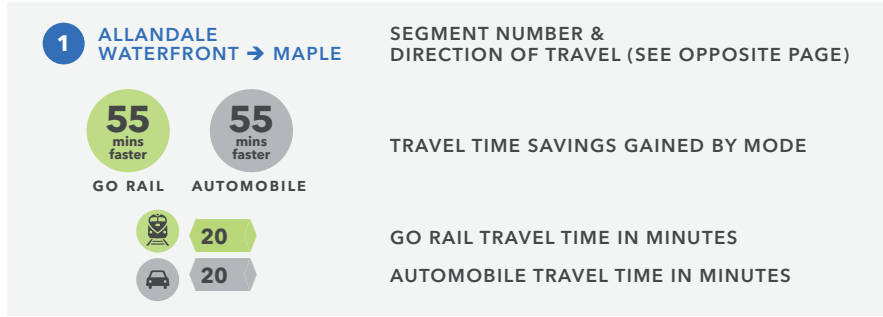 1
ALLANDALE
WATERFRONT ➔ MAPLE
SEGMENT NUMBER &
DIRECTION OF TRAVEL (SEE OPPOSITE PAGE)
55
mins
faster
GO RAIL
55
mins
faster
AUTOMOBILE
TRAVEL TIME SAVINGS GAINED BY MODE
20
GO RAIL TRAVEL TIME IN MINUTES
20
AUTOMOBILE TRAVEL TIME IN MINUTES